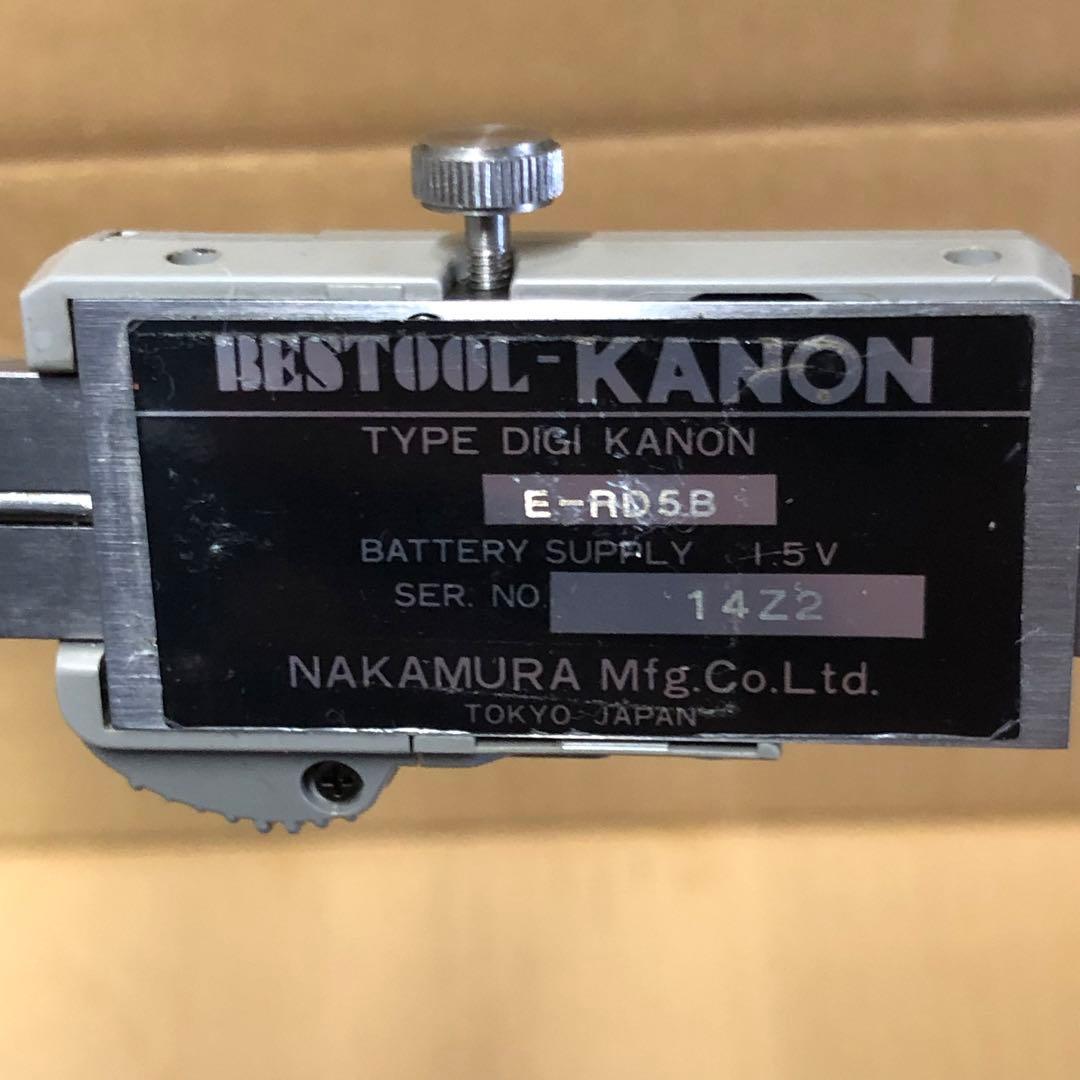 BESTOOL-KANON
TYPE DIGI KANON
E-RD5B
BATTERY SUPPLY 1.5V
SER. NO. 14Z2
NAKAMURA Mfg.Co.Ltd.
TOKYO JAPAN